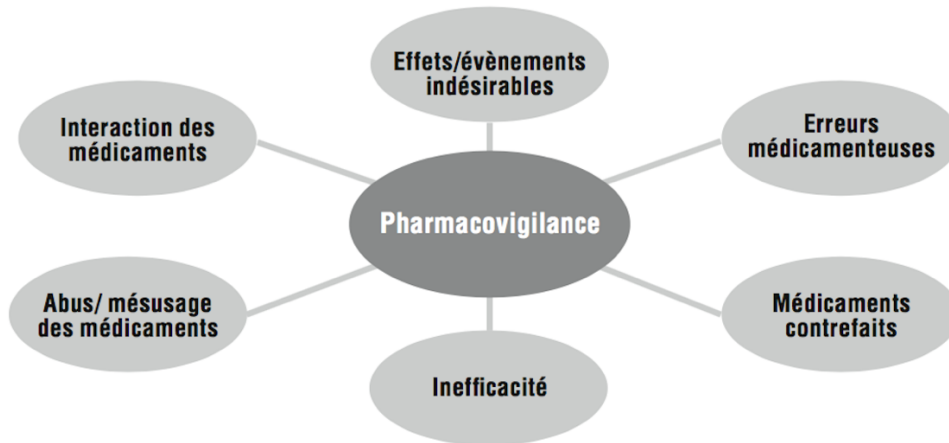 Effets/évènements
indésirables
Interaction des
médicaments
Erreurs
médicamenteuses
Pharmacovigilance
Abus/ mésusage
des médicaments
Médicaments
contrefaits
Inefficacité